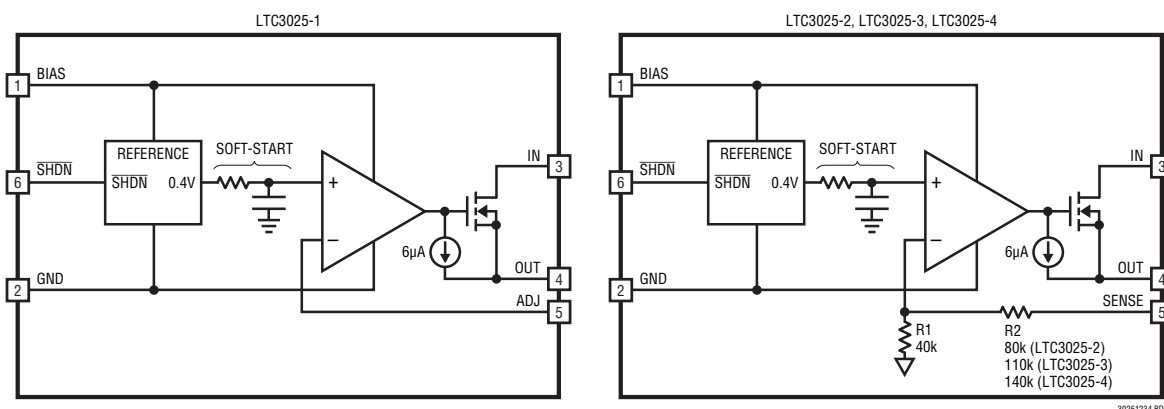 LTC3025-1
1
BIAS
REFERENCE
SHDN
0.4V
SOFT-START
+
–
6µA
IN
3
6
SHDN
2
GND
OUT
4
ADJ
5
LTC3025-2, LTC3025-3, LTC3025-4
1
BIAS
REFERENCE
SHDN
0.4V
SOFT-START
+
–
6µA
IN
3
6
SHDN
2
GND
OUT
4
SENSE
5
R1
40k
R2
80k (LTC3025-2)
110k (LTC3025-3)
140k (LTC3025-4)
30251234 BD